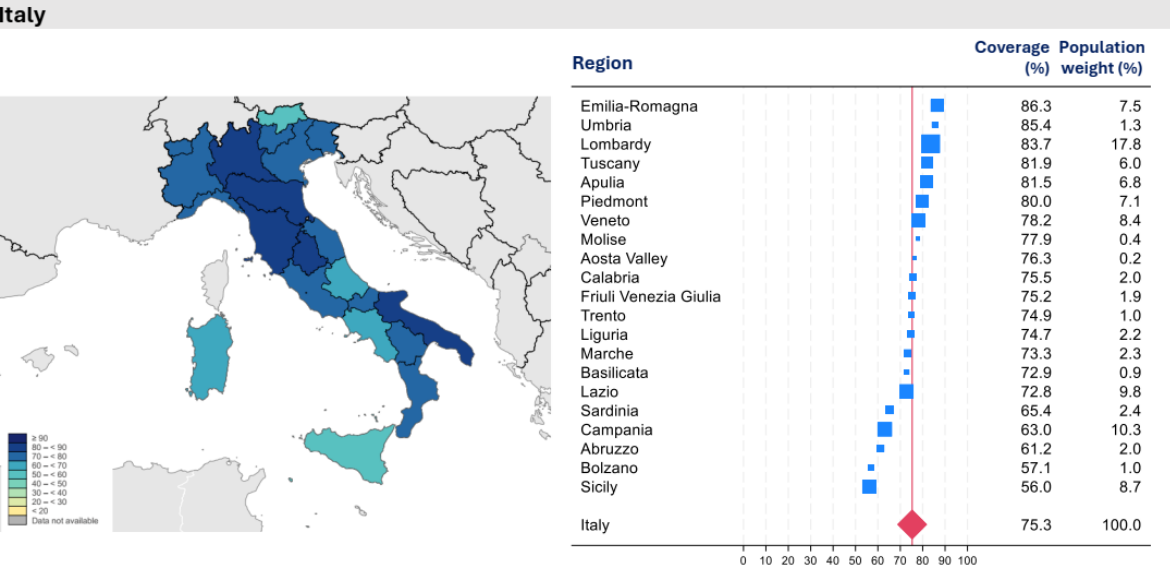 Italy
Coverage Population
Region (%) weight (%)
Emilia-Romagna 86.3 7.5
Umbria 85.4 1.3
Lombardy 83.7 17.8
Tuscany 81.9 6.0
Apulia 81.5 6.8
Piedmont 80.0 7.1
Veneto 78.2 8.4
Molise 77.9 0.4
Aosta Valley 76.3 0.2
Calabria 75.5 2.0
Friuli Venezia Giulia 75.2 1.9
Trento 74.9 1.0
Liguria 74.7 2.2
Marche 73.3 2.3
Basilicata 72.9 0.9
Lazio 72.8 9.8
Sardinia 65.4 2.4
Campania 63.0 10.3
Abruzzo 61.2 2.0
Bolzano 57.1 1.0
Sicily 56.0 8.7
Italy 75.3 100.0
0 10 20 30 40 50 60 70 80 90 100
≥ 90
80 – < 90
70 – < 80
60 – < 70
50 – < 60
40 – < 50
30 – < 40
20 – < 30
< 20
Data not available